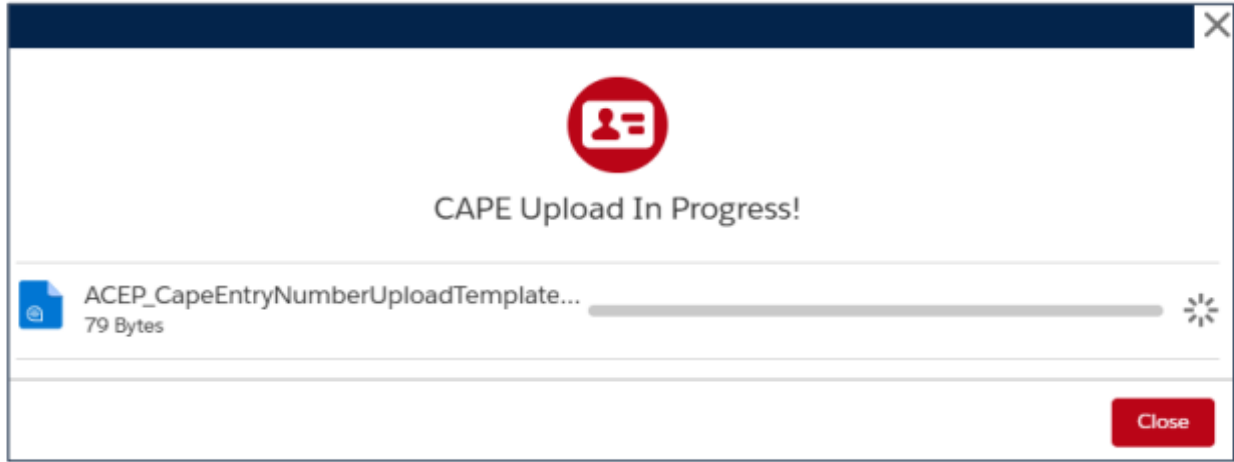 CAPE Upload In Progress!
ACEP_CapeEntryNumberUploadTemplate...
79 Bytes
Close